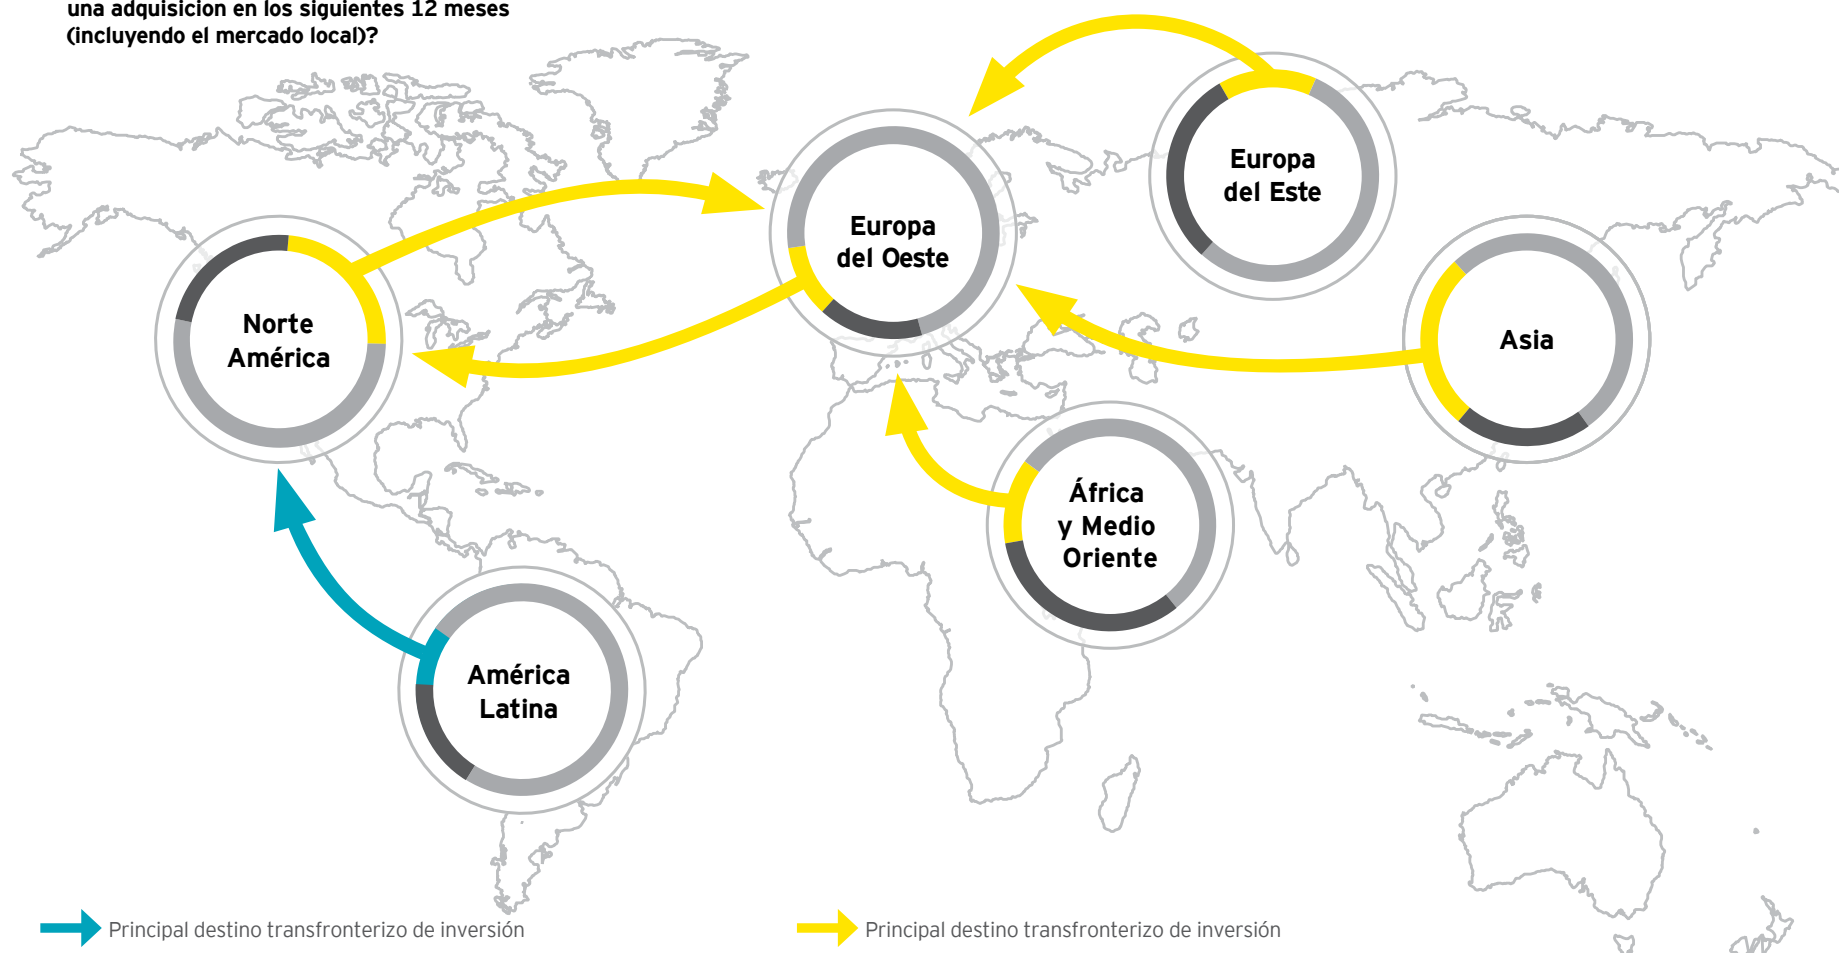 una adquisicion en los siguientes 12 meses
(incluyendo el mercado local)?
Europa
del Este
Europa
del Oeste
Norte
América
Asia
África
y Medio
Oriente
América
Latina
Principal destino transfronterizo de inversión
Principal destino transfronterizo de inversión